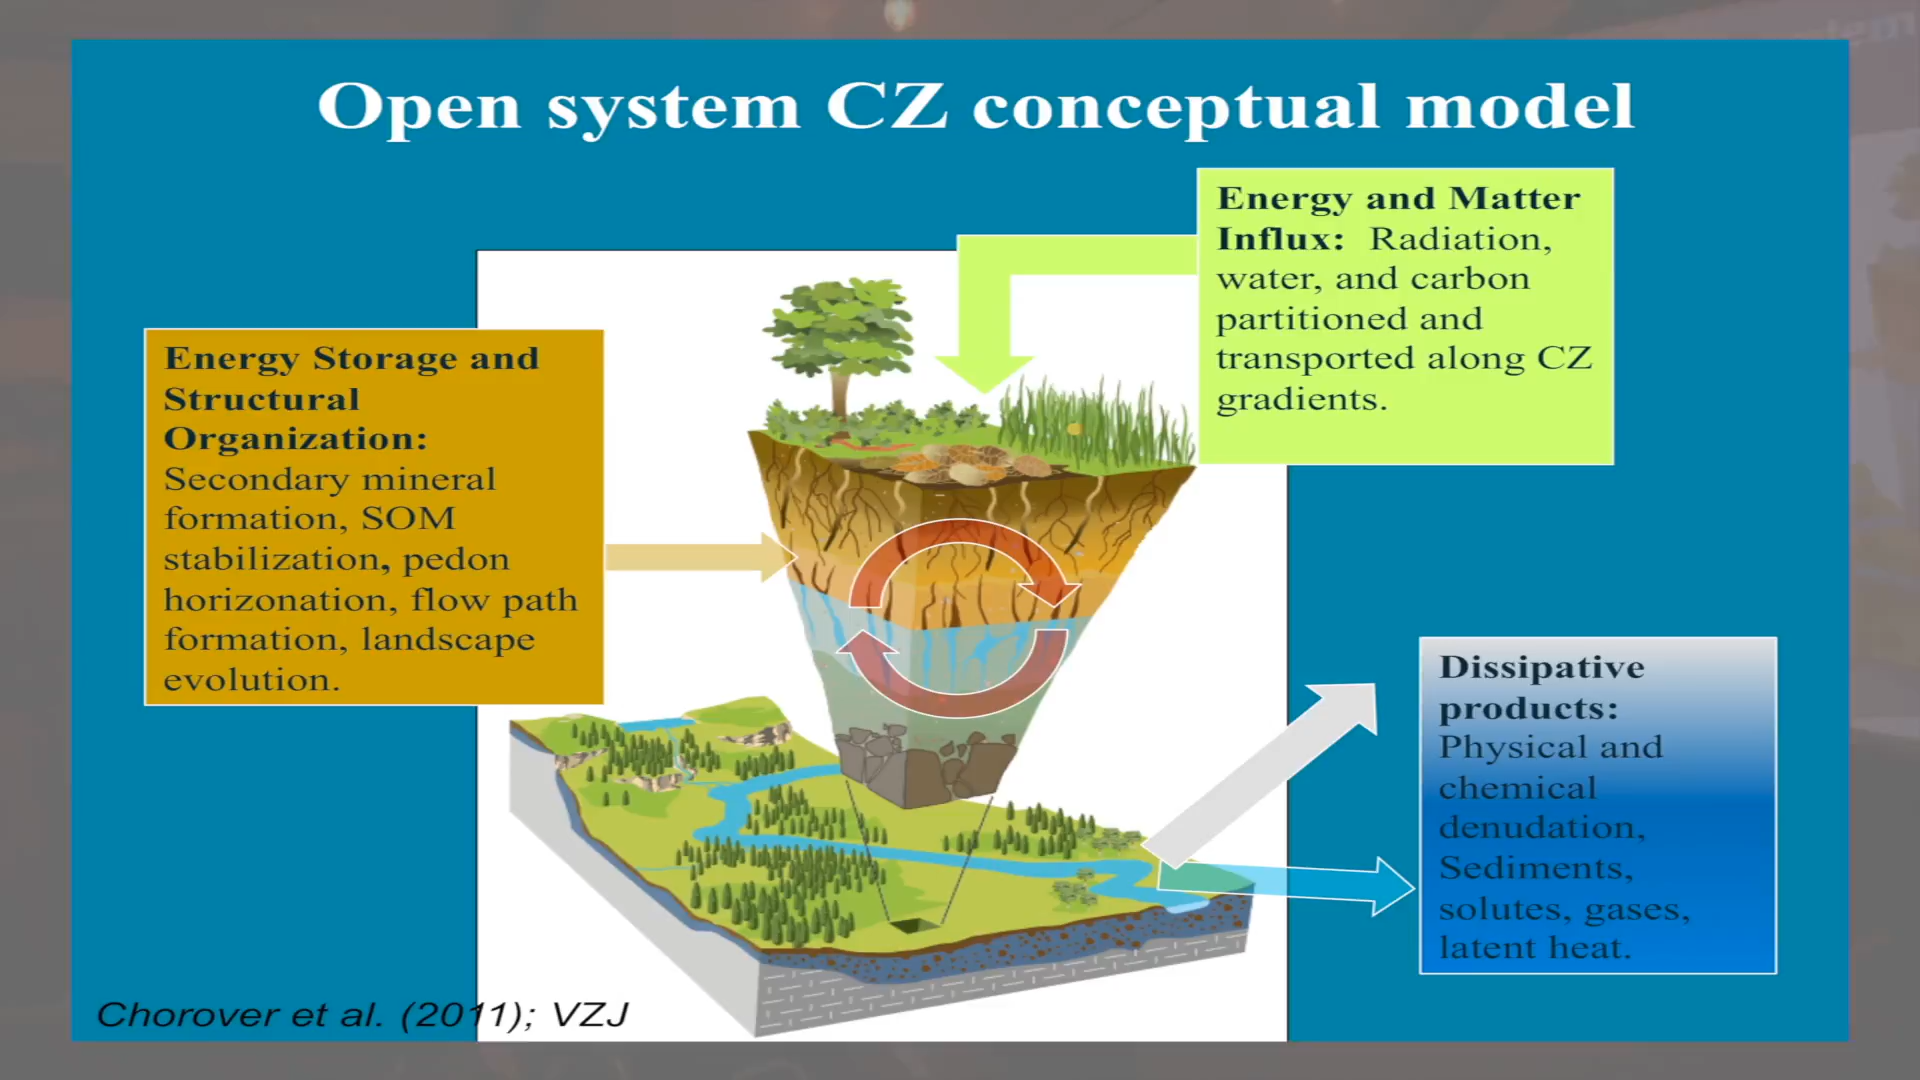 Open system CZ conceptual model
Energy and Matter
Influx: Radiation,
water, and carbon
partitioned and
transported along CZ
gradients.
Energy Storage and
Structural
Organization:
Secondary mineral
formation, SOM
stabilization, pedon
horizonation, flow path
formation, landscape
evolution.
Dissipative
products:
Physical and
chemical
denudation,
Sediments,
solutes, gases,
latent heat.
Chorover et al. (2011); VZJ